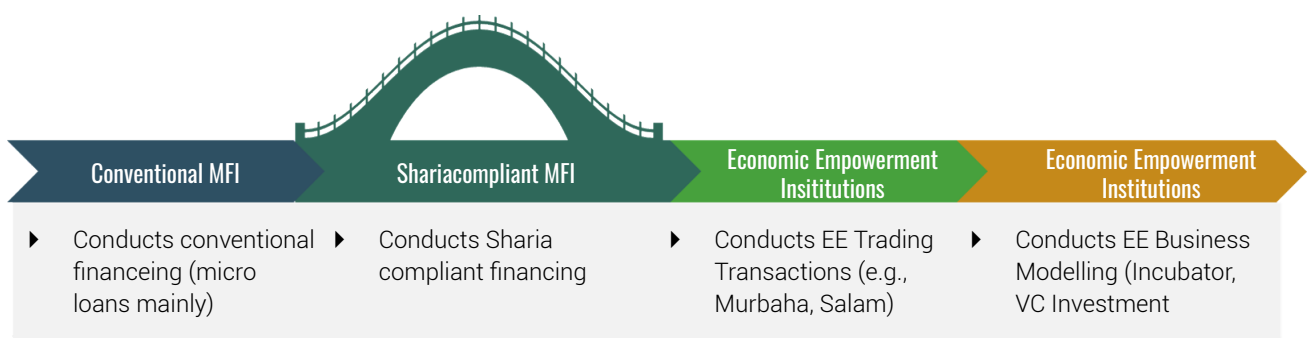 Conventional MFI
Shariacompliant MFI
Economic Empowerment
Insititutions
Economic Empowerment
Institutions
Conducts conventional
financeing (micro
loans mainly)
Conducts Sharia
compliant financing
Conducts EE Trading
Transactions (e.g.,
Murbaha, Salam)
Conducts EE Business
Modelling (Incubator,
VC Investment